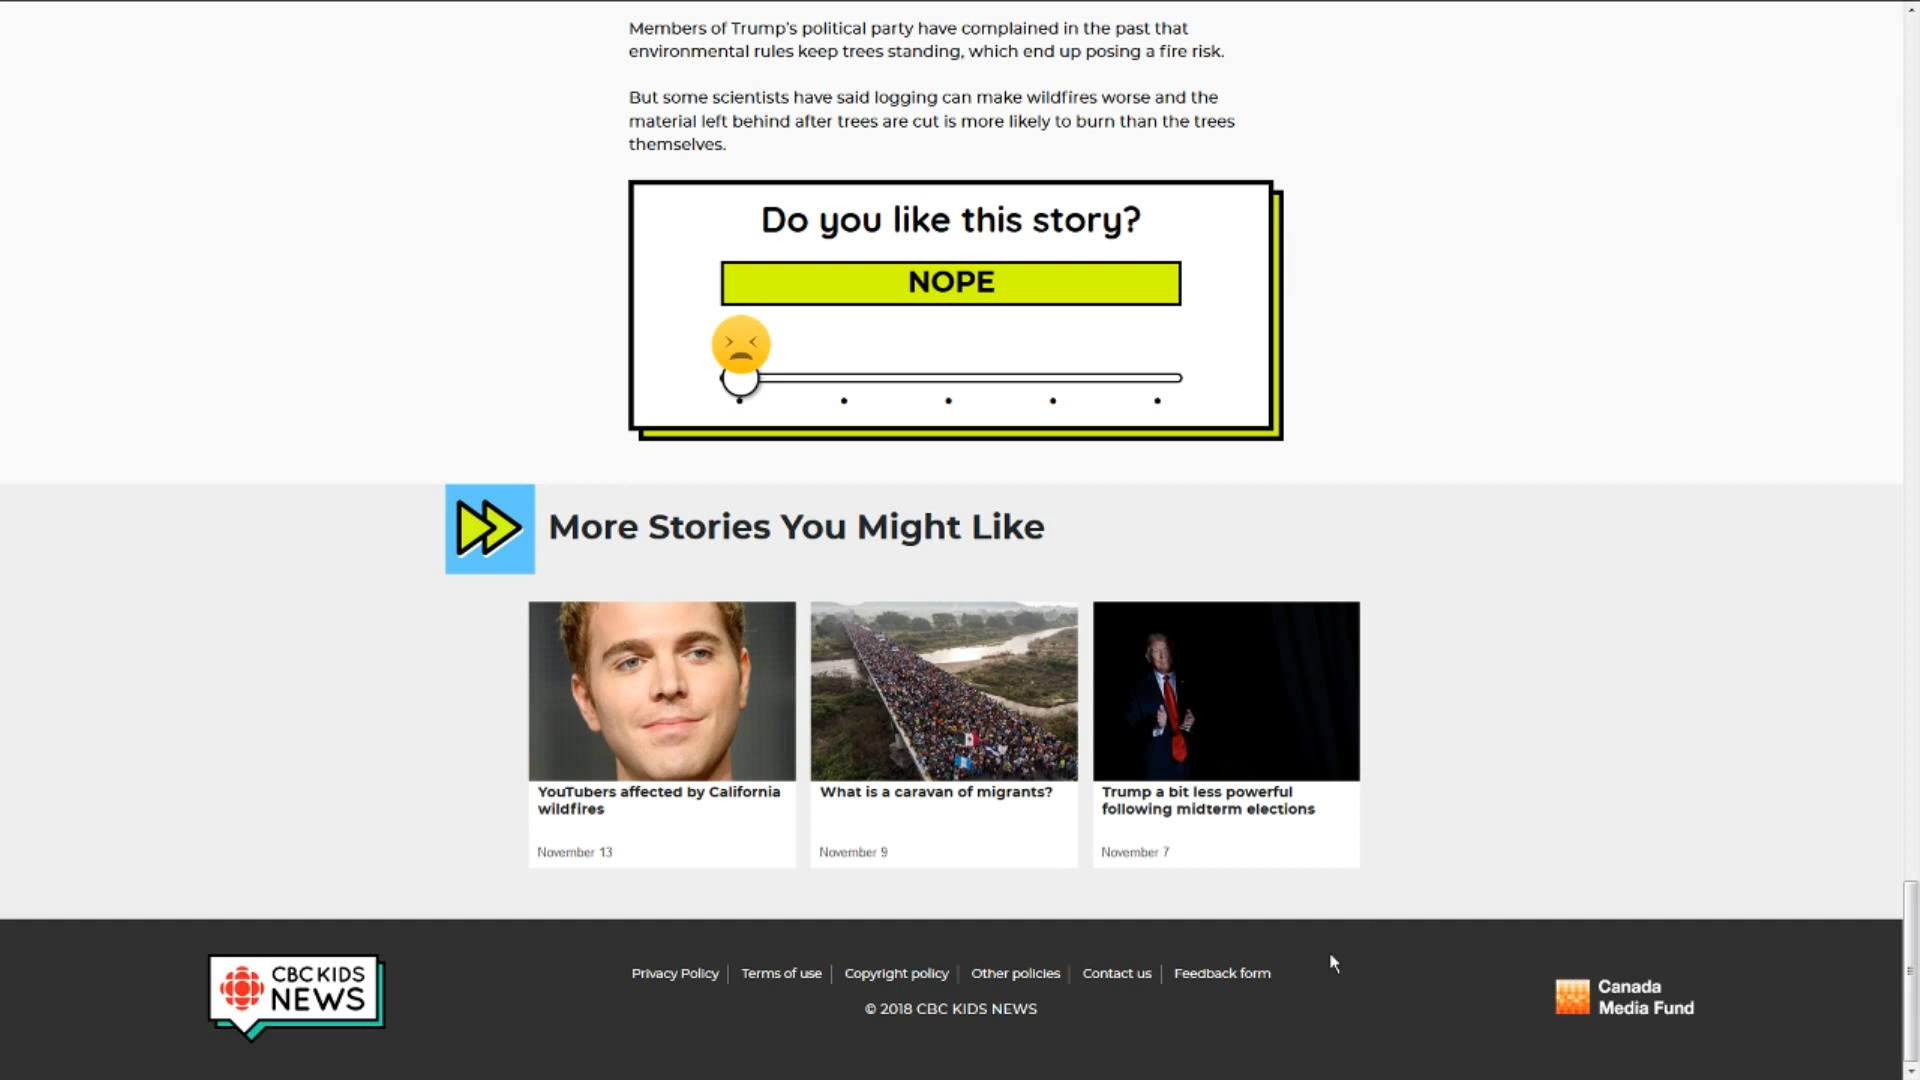 Members of Trump's political party have complained in the past that
environmental rules keep trees standing, which end up posing a fire risk.
But some scientists have said logging can make wildfires worse and the
material left behind after trees are cut is more likely to burn than the trees
themselves.
Do you like this story?
NOPE
More Stories You Might Like
YouTubers affected by California
wildfires
November 13
What is a caravan of migrants?
November 9
Trump a bit less powerful
following midterm elections
November 7
CBC KIDS
NEWS
Privacy Policy
Terms of use
Copyright policy
Other policies
Contact us
Feedback form
© 2018 CBC KIDS NEWS
Canada
Media Fund